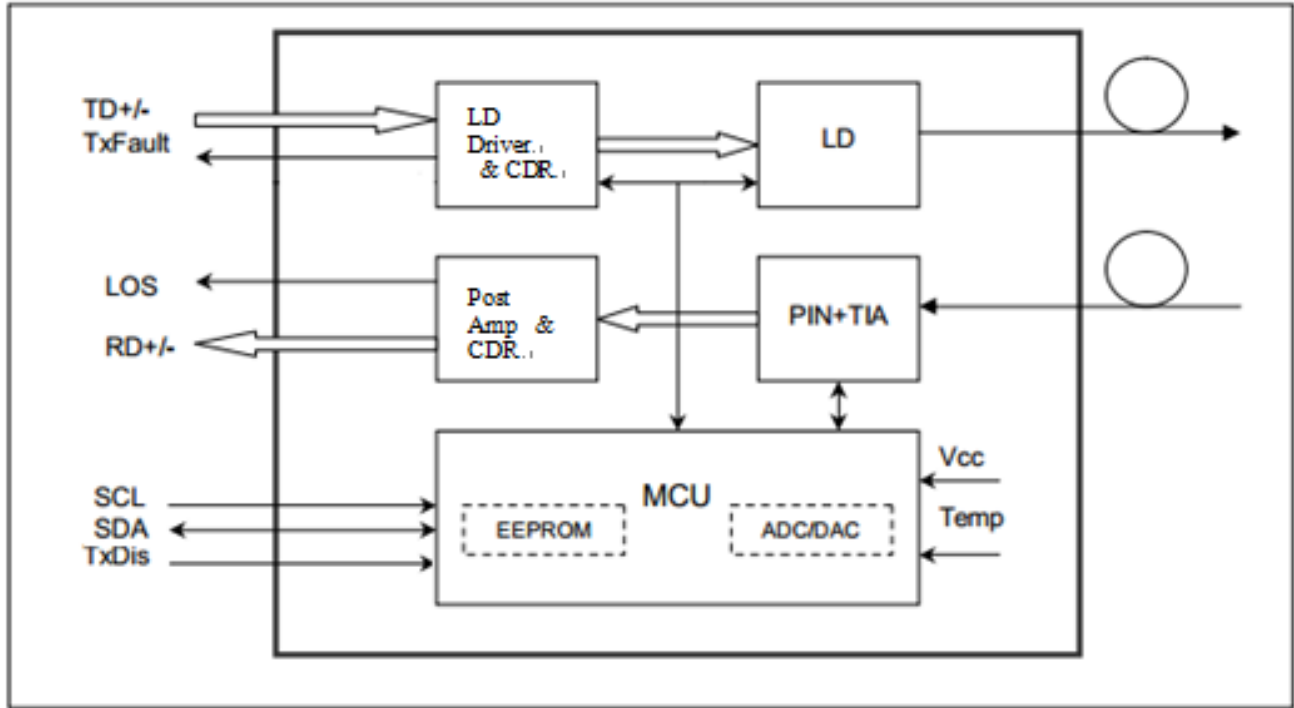 TD+/-
TxFault
LD
Driver.
& CDR.
LD
LOS
RD+/-
Post
Amp &
CDR.
PIN+TIA
SCL
SDA
TxDis
MCU
EEPROM
ADC/DAC
Vcc
Temp